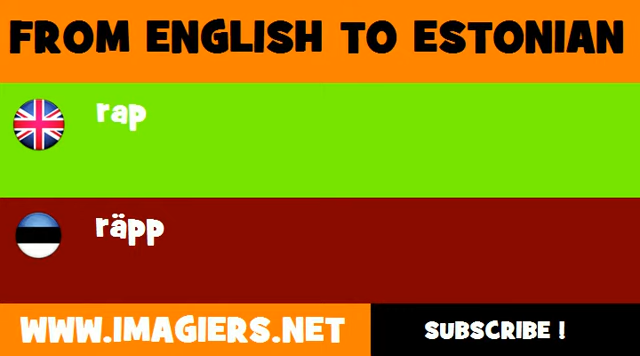 FROM ENGLISH TO ESTONIAN
rap
räpp
WWW.IMAGIERS.NET
SUBSCRIBE !